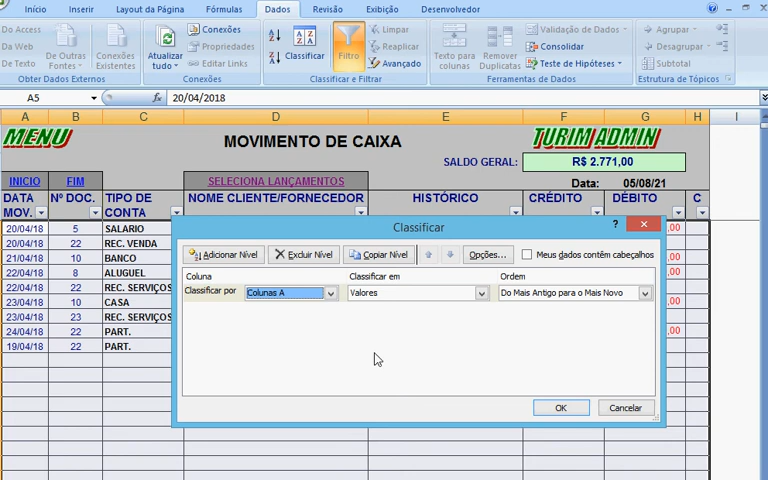 Início Inserir Layout da Página Fórmulas Dados Revisão Exibição Desenvolvedor
Do Access
Da Web
De Texto
De Outras Fontes
Conexões Existentes
Obter Dados Externos
Atualizar tudo
Conexões
Propriedades
Editar Links
Conexões
Classificar
Filtro
Limpar
Reaplicar
Avançado
Classificar e Filtrar
Texto para colunas
Remover Duplicatas
Validação de Dados
Consolidar
Teste de Hipóteses
Ferramentas de Dados
Agrupar
Desagrupar
Subtotal
Estrutura de Tópicos
A5 fx 20/04/2018
A B C D E F G H I
MENU MOVIMENTO DE CAIXA TURIM ADMIN
SALDO GERAL: R$ 2.771,00
INICIO FIM SELECIONA LANÇAMENTOS Data: 05/08/21
DATA MOV. Nº DOC. TIPO DE CONTA NOME CLIENTE/FORNECEDOR HISTÓRICO CRÉDITO DÉBITO C
20/04/18 5 SALARIO ,00
20/04/18 22 REC. VENDA
21/04/18 10 BANCO ,00
22/04/18 8 ALUGUEL ,00
22/04/18 22 REC. SERVIÇOS
23/04/18 10 CASA ,00
23/04/18 23 REC. SERVIÇOS
24/04/18 22 PART. ,00
19/04/18 22 PART.
Classificar ?
Adicionar Nível Excluir Nível Copiar Nível Opções... Meus dados contêm cabeçalhos
Coluna Classificar em Ordem
Classificar por Colunas A Valores Do Mais Antigo para o Mais Novo
OK Cancelar